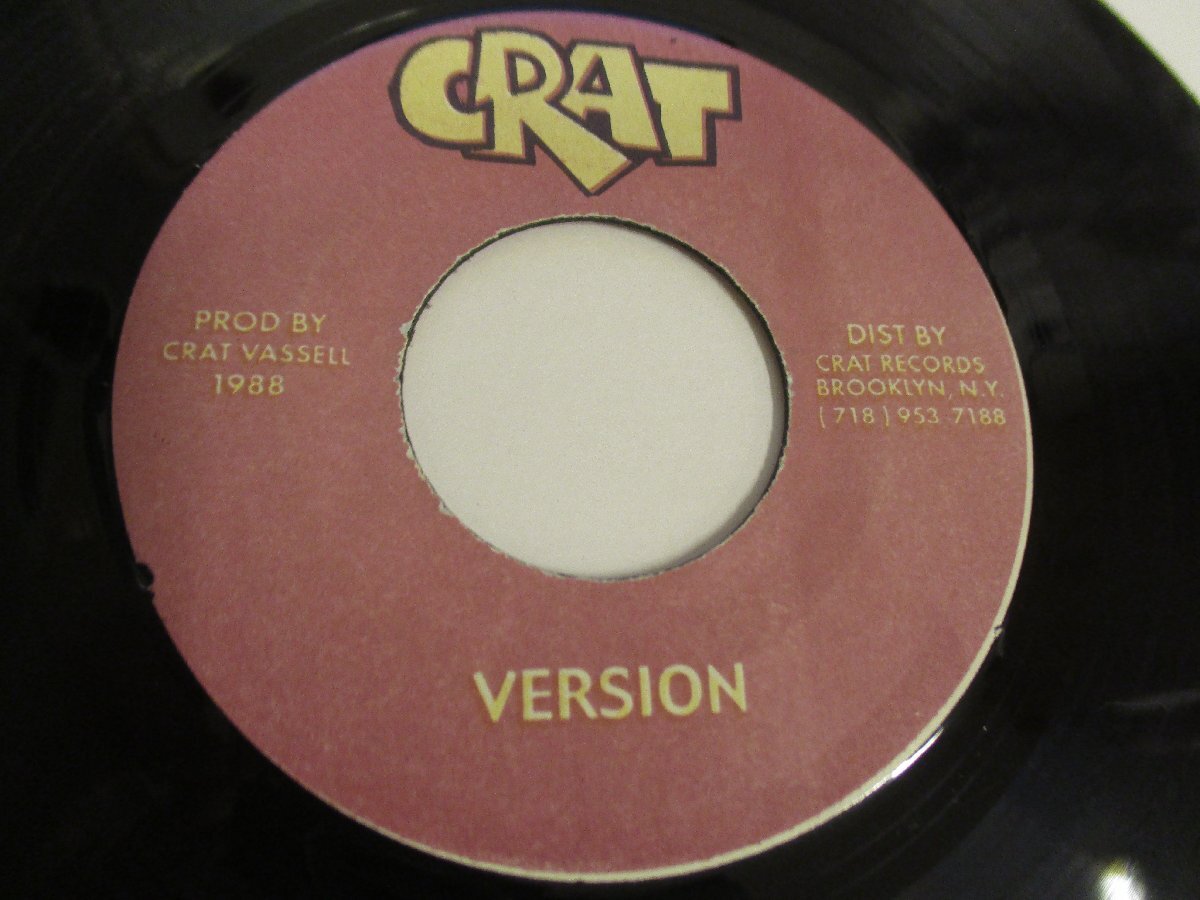 CRAT
PROD BY
CRAT VASSELL
1988
DIST BY
CRAT RECORDS
BROOKLYN, N.Y.
( 718 ) 953-7188
VERSION